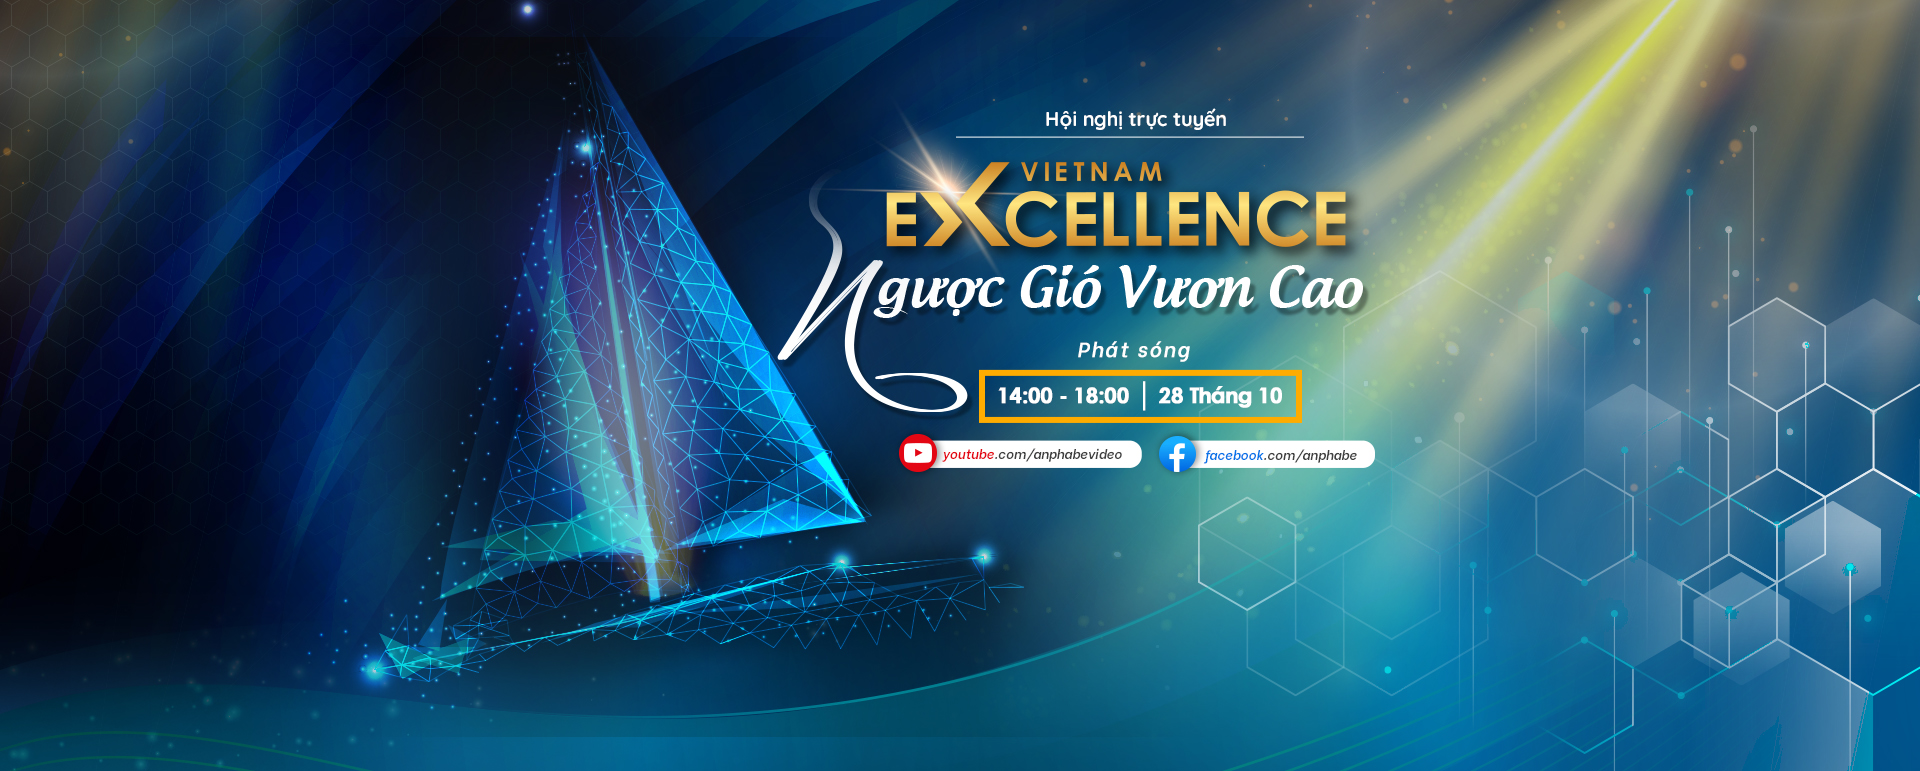 Hội nghị trực tuyến
VIETNAM
EXCELLENCE
Ngược Gió Vươn Cao
Phát sóng
14:00 - 18:00 | 28 Tháng 10
youtube.com/anphabevideo
facebook.com/anphabe